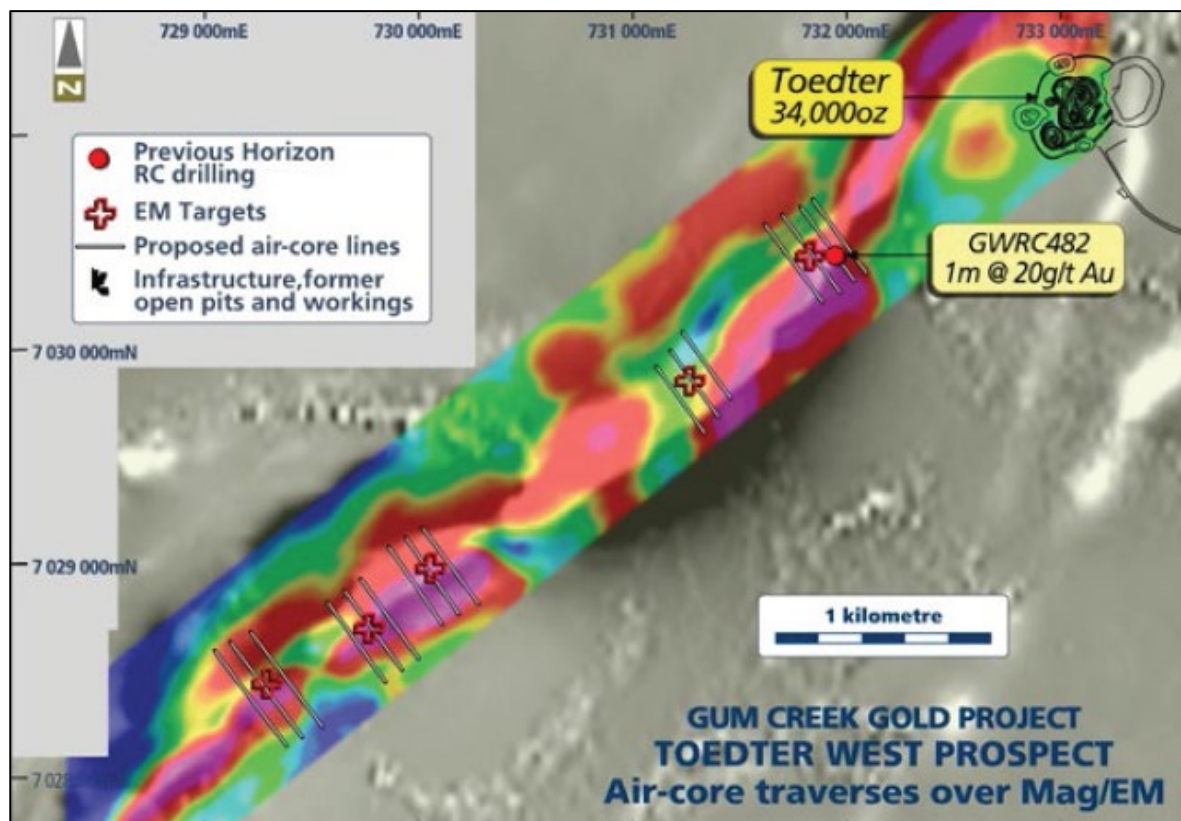 729 000mE
730 000mE
731 000mE
732 000mE
733 000mE
N
Toedter
34,000oz
Previous Horizon
RC drilling
EM Targets
Proposed air-core lines
Infrastructure,former
open pits and workings
GWRC482
1m @ 20g/t Au
7 030 000mN
7 029 000mN
1 kilometre
GUM CREEK GOLD PROJECT
TOEDTER WEST PROSPECT
Air-core traverses over Mag/EM
7 028